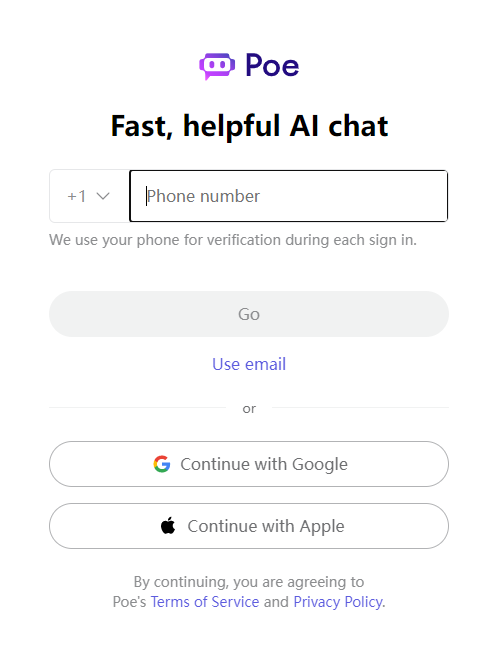 Poe
Fast, helpful AI chat
+1 Phone number
We use your phone for verification during each sign in.
Go
Use email
or
Continue with Google
Continue with Apple
By continuing, you are agreeing to
Poe's Terms of Service and Privacy Policy.